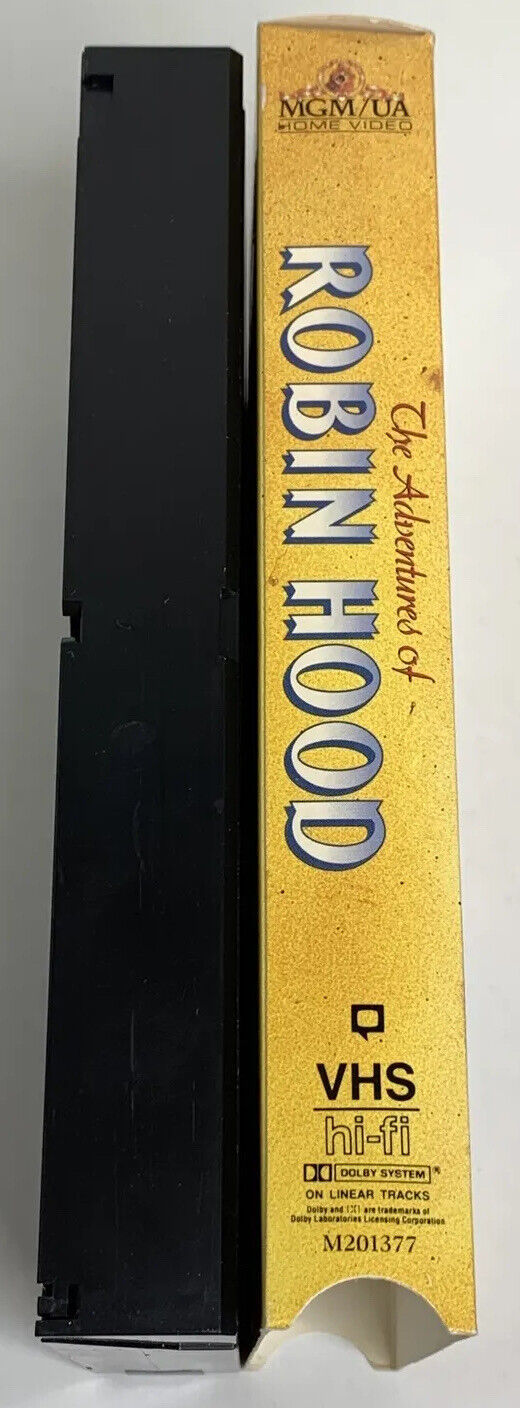 MGM/UA
HOME VIDEO
The Adventures of
ROBIN HOOD
VHS
hi-fi
DOLBY SYSTEM®
ON LINEAR TRACKS
Dolby and are trademarks of
Dolby Laboratories Licensing Corporation
M201377